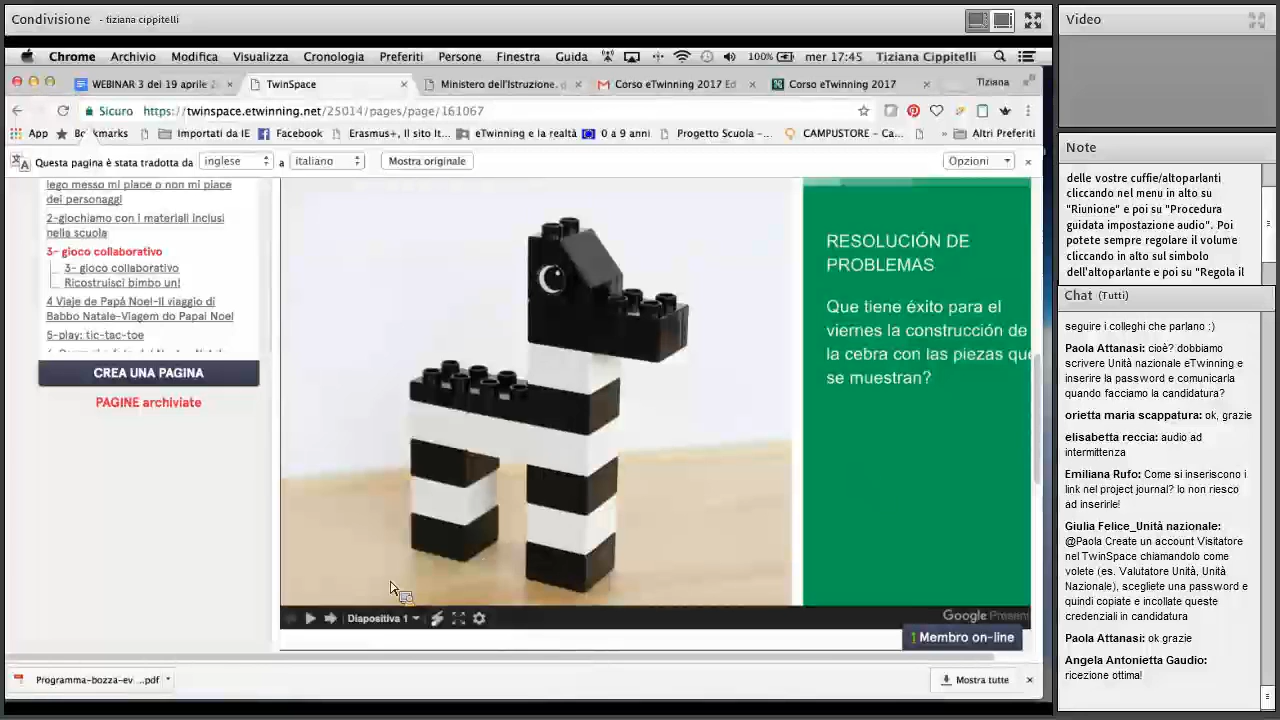 Condivisione - tiziana cippitelli
Video
Chrome Archivio Modifica Visualizza Cronologia Preferiti Persone Finestra Guida 100% mer 17:45 Tiziana Cippitelli
WEBINAR 3 del 19 aprile 2 TwinSpace Ministero dell'Istruzione, d Corso eTwinning 2017 Ed Corso eTwinning 2017 Tiziana
Sicuro https://twinspace.etwinning.net/25014/pages/page/161067
App Bookmarks Importati da IE Facebook Erasmus+, Il sito It... eTwinning e la realtà 0 a 9 anni Progetto Scuola -... CAMPUSTORE - Ca... » Altri Preferiti
Questa pagina è stata tradotta da inglese a italiano Mostra originale Opzioni ×
lego messo mi piace o non mi piace
dei personaggi
2-giochiamo con i materiali inclusi
nella scuola
3- gioco collaborativo
3- gioco collaborativo
Ricostruisci bimbo un!
4 Viaje de Papá Noel-Il viaggio di
Babbo Natale-Viagem do Papai Noel
5-play: tic-tac-toe
CREA UNA PAGINA
PAGINE archiviate
RESOLUCIÓN DE
PROBLEMAS
Que tiene éxito para el
viernes la construcción de
la cebra con las piezas que
se muestran?
Diapositiva 1
Google Present
1 Membro on-line
Programma-bozza-ev...pdf
Mostra tutte ×
Note
delle vostre cuffie/altoparlanti
cliccando nel menu in alto su
"Riunione" e poi su "Procedura
guidata impostazione audio". Poi
potete sempre regolare il volume
cliccando in alto sul simbolo
dell'altoparlante e poi su "Regola il
Chat (Tutti)
seguire i colleghi che parlano :)
Paola Attanasi: cioè? dobbiamo
scrivere Unità nazionale eTwinning e
inserire la password e comunicarla
quando facciamo la candidatura?
orietta maria scappatura: ok, grazie
elisabetta reccia: audio ad
intermittenza
Emiliana Rufo: Come si inseriscono i
link nel project journal? Io non riesco
ad inserirle!
Giulia Felice_Unità nazionale:
@Paola Create un account Visitatore
nel TwinSpace chiamandolo come
volete (es. Valutatore Unità, Unità
Nazionale), scegliete una password e
quindi copiate e incollate queste
credenziali in candidatura
Paola Attanasi: ok grazie
Angela Antonietta Gaudio:
ricezione ottima!